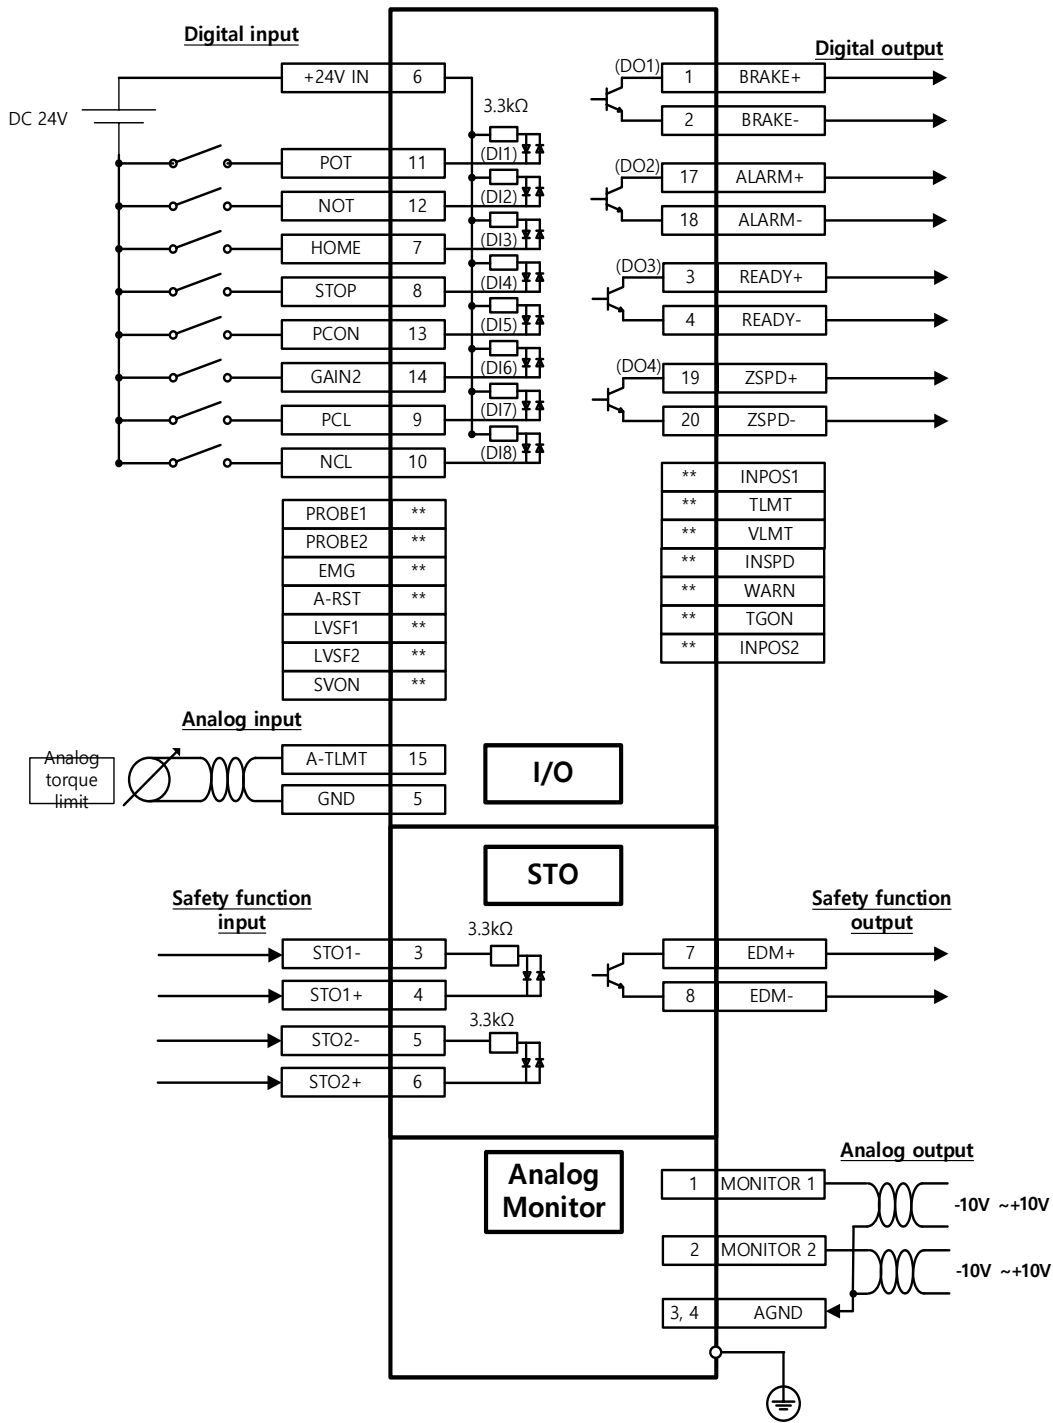 Digital input
Digital output
+24V IN 6
(DO1) 1 BRAKE+
DC 24V
3.3kΩ
2 BRAKE-
POT 11 (DI1)
(DO2) 17 ALARM+
NOT 12 (DI2)
18 ALARM-
HOME 7 (DI3)
(DO3) 3 READY+
STOP 8 (DI4)
4 READY-
PCON 13 (DI5)
GAIN2 14 (DI6)
(DO4) 19 ZSPD+
PCL 9 (DI7)
20 ZSPD-
NCL 10 (DI8)
** INPOS1
** TLMT
** VLMT
** INSPD
** WARN
** TGON
** INPOS2
PROBE1 **
PROBE2 **
EMG **
A-RST **
LVSF1 **
LVSF2 **
SVON **
Analog input
Analog
torque
limit
A-TLMT 15
GND 5
I/O
STO
Safety function
input
Safety function
output
3.3kΩ
STO1- 3
STO1+ 4
3.3kΩ
STO2- 5
STO2+ 6
7 EDM+
8 EDM-
Analog
Monitor
Analog output
1 MONITOR 1
-10V ~+10V
2 MONITOR 2
-10V ~+10V
3, 4 AGND